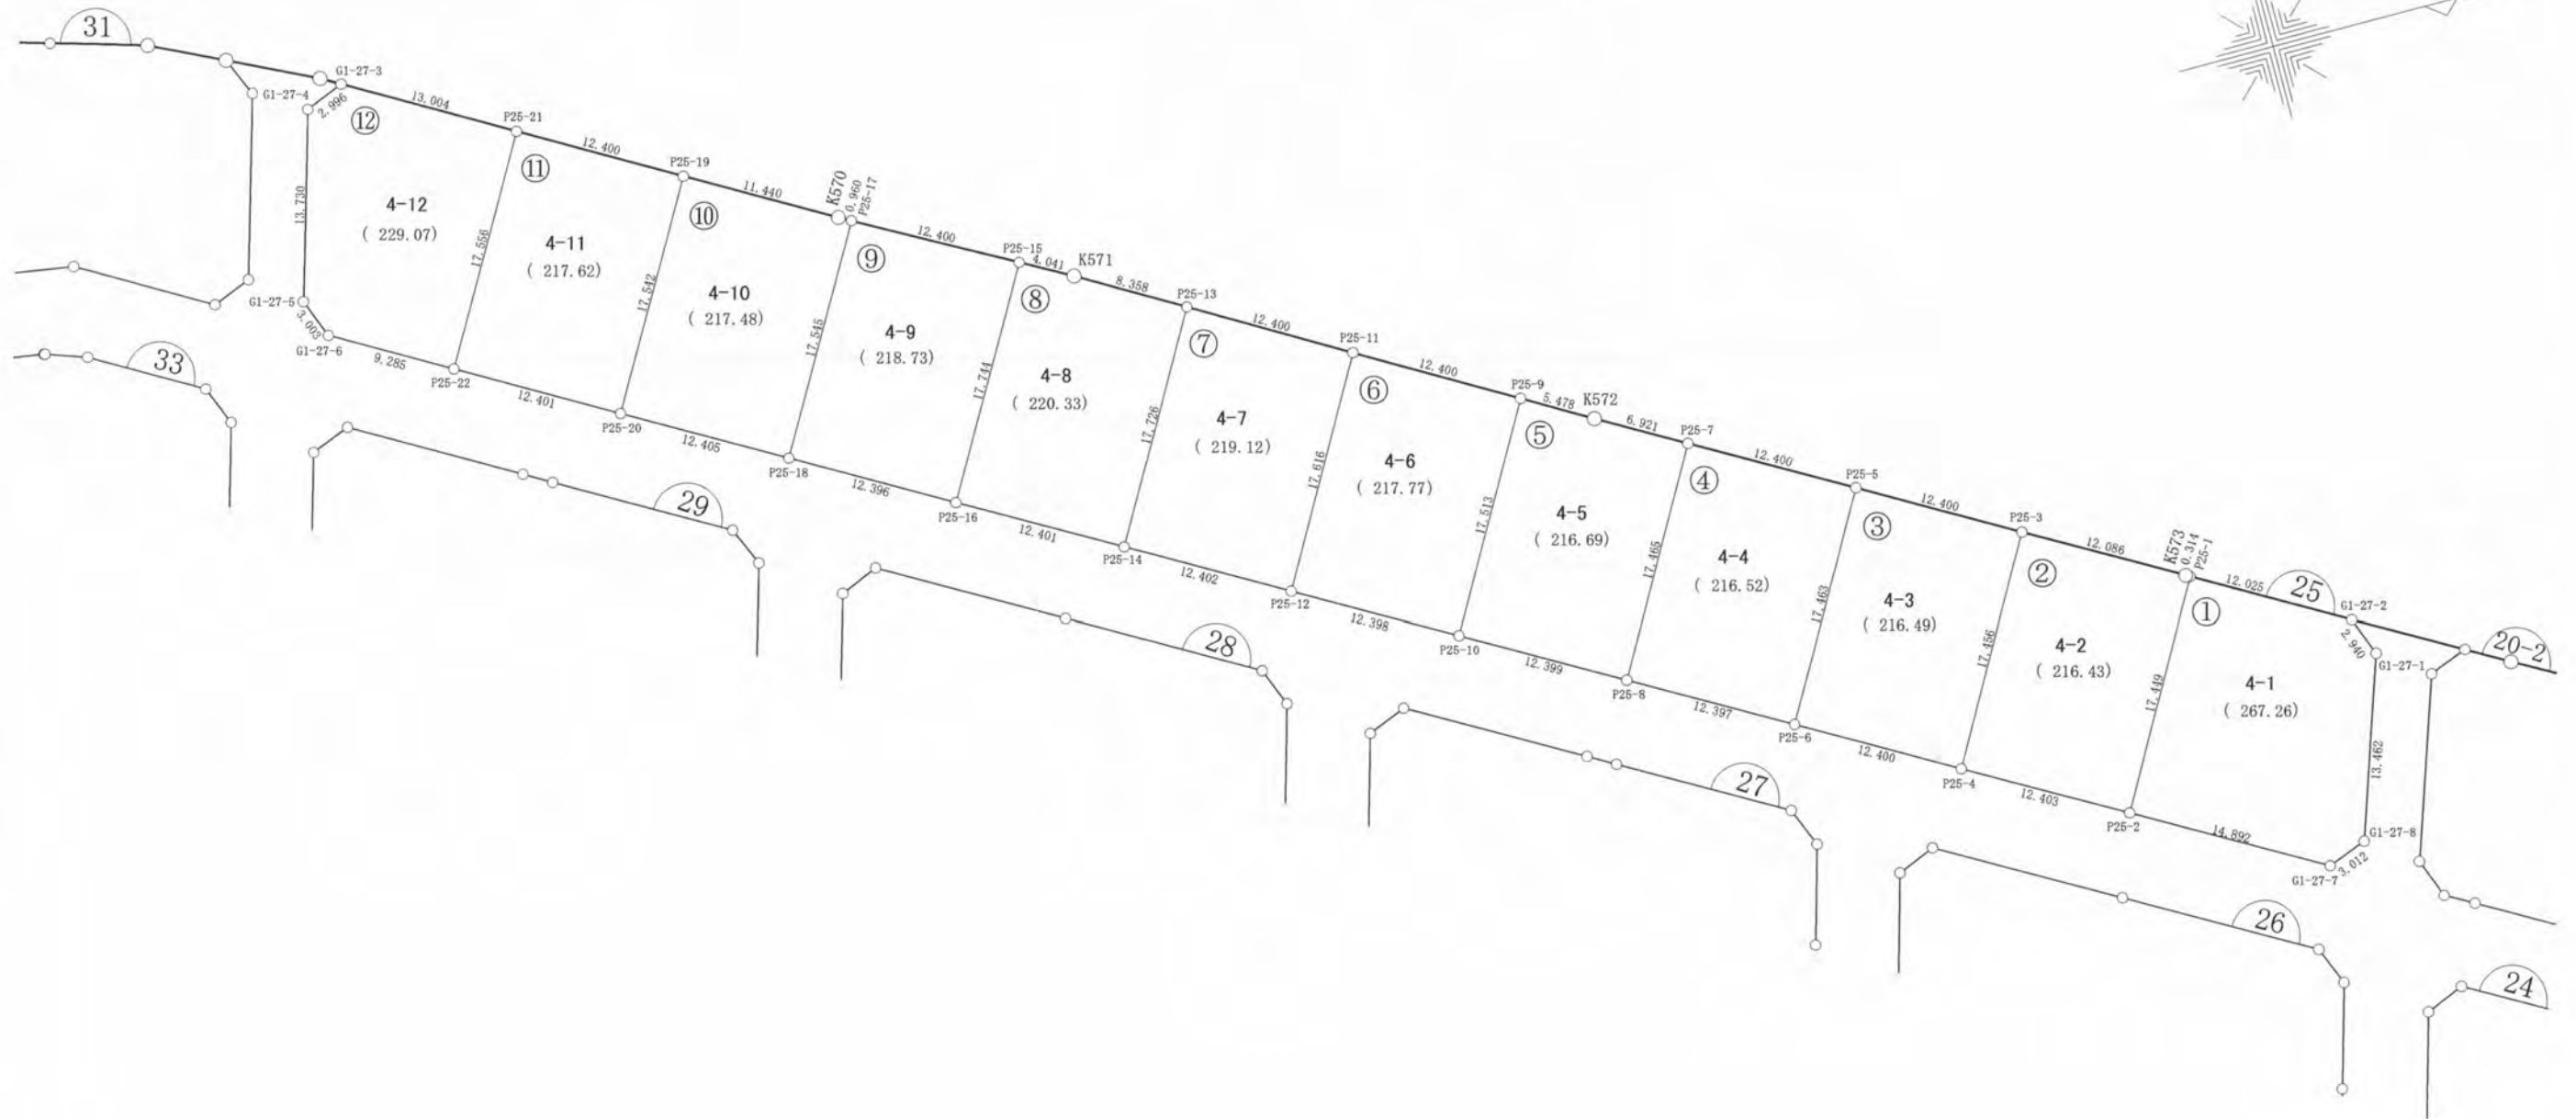 31
G1-27-3
G1-27-4
2.996
⑫
13.004
P25-21
12.400
P25-19
⑪
11.440
K570
0.960
P25-17
⑩
12.400
P25-15
4.041
K571
⑨
8.358
P25-13
⑧
12.400
P25-11
⑦
12.400
P25-9
5.478
K572
⑥
6.921
P25-7
⑤
12.400
P25-5
④
12.400
P25-3
③
12.086
K573
0.314
P25-1
②
12.025
25
G1-27-2
①
2.940
G1-27-1
20-2
13.730
4-12
( 229.07)
17.556
4-11
( 217.62)
17.542
4-10
( 217.48)
17.545
4-9
( 218.73)
17.744
4-8
( 220.33)
17.726
4-7
( 219.12)
17.616
4-6
( 217.77)
17.513
4-5
( 216.69)
17.465
4-4
( 216.52)
17.463
4-3
( 216.49)
17.456
4-2
( 216.43)
17.449
4-1
( 267.26)
13.462
G1-27-5
3.003
G1-27-6
9.285
P25-22
12.401
P25-20
12.405
P25-18
12.396
P25-16
12.401
P25-14
12.402
P25-12
12.398
P25-10
12.399
P25-8
12.397
P25-6
12.400
P25-4
12.403
P25-2
14.892
G1-27-7
3.012
G1-27-8
33
29
28
27
26
24